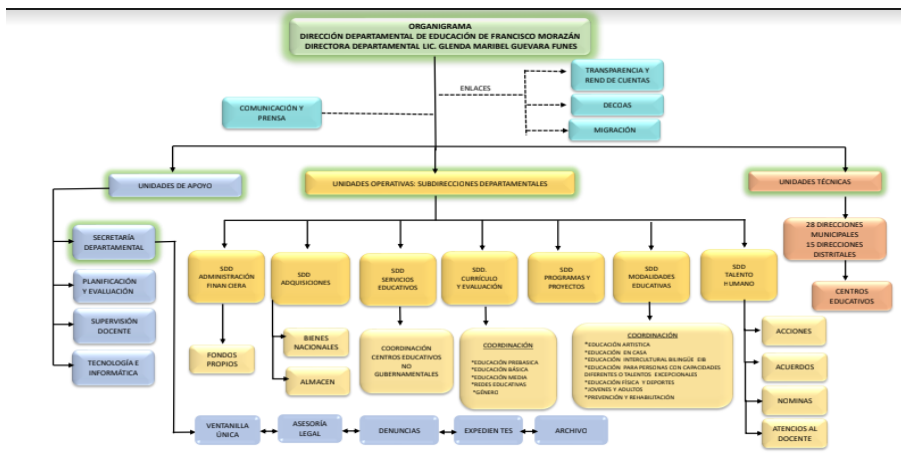 ORGANIGRAMA
DIRECCIÓN DEPARTAMENTAL DE EDUCACIÓN DE FRANCISCO MORAZÁN
DIRECTORA DEPARTAMENTAL LIC. GLENDA MARIBEL GUEVARA FUNES
ENLACES
TRANSPARENCIA Y
REND DE CUENTAS
DECOAS
MIGRACIÓN
COMUNICACIÓN Y
PRENSA
UNIDADES DE APOYO
UNIDADES OPERATIVAS: SUBDIRECCIONES DEPARTAMENTALES
UNIDADES TÉCNICAS
SECRETARÍA
DEPARTAMENTAL
PLANIFICACIÓN
Y EVALUACIÓN
SUPERVISIÓN
DOCENTE
TECNOLOGÍA E
INFORMÁTICA
SDD
ADMINISTRACIÓN
FINAN CIERA
SDD
ADQUISICIONES
SDD
SERVICIOS
EDUCATIVOS
SDD.
CURRÍCULO
Y EVALUACIÓN
SDD
PROGRAMAS Y
PROYECTOS
SDD
MODALIDADES
EDUCATIVAS
SDD
TALENTO
HUMANO
28 DIRECCIONES
MUNICIPALES
15 DIRECCIONES
DISTRITALES
CENTROS
EDUCATIVOS
FONDOS
PROPIOS
BIENES
NACIONALES
ALMACEN
COORDINACIÓN
CENTROS EDUCATIVOS
NO
GUBERNAMENTALES
COORDINACIÓN
*EDUCACIÓN PREBASICA
*EDUCACIÓN BÁSICA
*EDUCACIÓN MEDIA
*REDES EDUCATIVAS
*GÉNERO
COORDINACIÓN
*EDUCACIÓN ARTISTICA
*EDUCACIÓN EN CASA
*EDUCACIÓN INTERCULTURAL BILINGÜE EIB
*EDUCACIÓN PARA PERSONAS CON CAPACIDADES
DIFERENTES O TALENTOS EXCEPCIONALES
*EDUCACIÓN FÍSICA Y DEPORTES
*JOVENES Y ADULTOS
*PREVENCIÓN Y REHABILITACIÓN
ACCIONES
ACUERDOS
NOMINAS
ATENCIOS AL
DOCENTE
VENTANILLA
ÚNICA
ASESORÍA
LEGAL
DENUNCIAS
EXPEDIEN TES
ARCHIVO